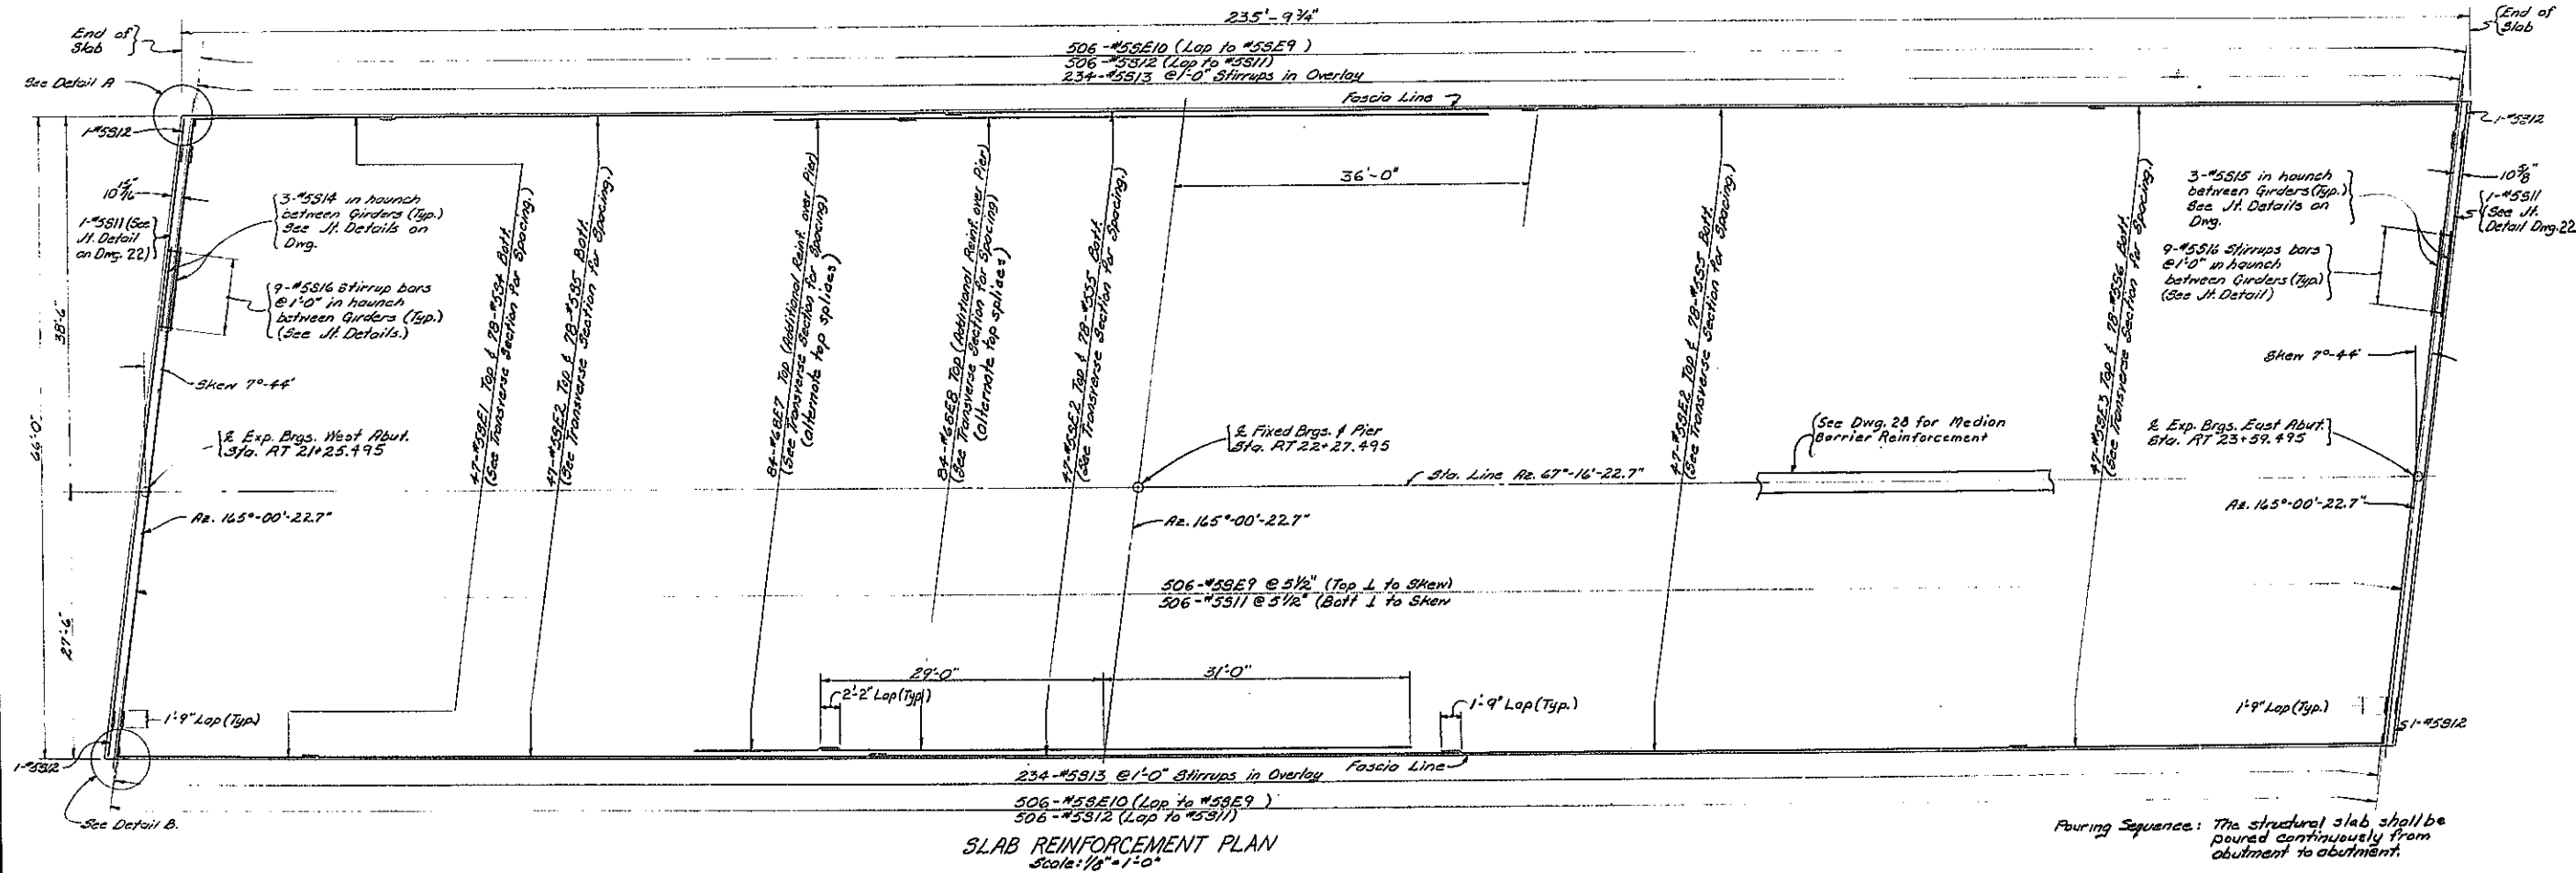 235'-9 3/4"
End of
Slab
End of
Slab
506-#5SE10 (Lap to #5SE9)
506-#5S12 (Lap to #5S11)
234-#5S13 @1'-0" Stirrups in Overlay
See Detail A
Fascia Line
1-#5S12
1-#5S12
10 15/16"
36'-0"
10 5/8"
3-#5S14 in haunch
between Girders (Typ.)
See Jt. Details on
Dwg.
1-#5S11 (See
Jt. Detail
on Dwg. 22)
9-#5S16 Stirrup bars
@1'-0" in haunch
between Girders (Typ.)
(See Jt. Details.)
3-#5S15 in haunch
between Girders (Typ.)
See Jt. Details on
Dwg.
1-#5S11
(See Jt.
Detail Dwg. 22
9-#5S16 Stirrups bars
@1'-0" in haunch
between Girders (Typ.)
(See Jt. Detail)
47-#5SE1 Top & 78-#5S4 Bott.
(See Transverse Section for Spacing.)
47-#5SE2 Top & 78-#5S5 Bott.
(See Transverse Section for Spacing.)
84-#6SE7 Top (Additional Reinf. over Pier)
(See Transverse Section for Spacing)
(alternate top splices)
84-#6SE8 Top (Additional Reinf. over Pier)
(See Transverse Section for Spacing)
(alternate top splices)
47-#5SE2 Top & 78-#5S5 Bott.
(See Transverse Section for Spacing.)
47-#5SE2 Top & 78-#5S5 Bott.
(See Transverse Section for Spacing.)
47-#5SE3 Top & 78-#5S6 Bott.
(See Transverse Section for Spacing.)
66'-0"
38'-6"
27'-6"
Skew 7°-44'
Skew 7°-44'
℄ Exp. Brgs. West Abut.
Sta. RT 21+25.495
℄ Fixed Brgs. & Pier
Sta. RT 22+27.495
(See Dwg. 28 for Median
Barrier Reinforcement
℄ Exp. Brgs. East Abut.
Sta. RT 23+59.495
Sta. Line Az. 67°-16'-22.7"
Az. 165°-00'-22.7"
Az. 165°-00'-22.7"
Az. 165°-00'-22.7"
506-#5SE9 @ 5 1/2" (Top ⊥ to Skew)
506-#5S11 @ 5 1/2" (Bott ⊥ to Skew
29'-0"
31'-0"
2'-2" Lap (Typ.)
1'-9" Lap (Typ)
1'-9" Lap (Typ.)
1'-9" Lap (Typ.)
1-#5S12
1-#5S12
Fascia Line
234-#5S13 @1'-0" Stirrups in Overlay
506-#5SE10 (Lap to #5SE9)
506-#5S12 (Lap to #5S11)
See Detail B.
SLAB REINFORCEMENT PLAN
Scale: 1/8" = 1'-0"
Pouring Sequence: The structural slab shall be
poured continuously from
abutment to abutment.